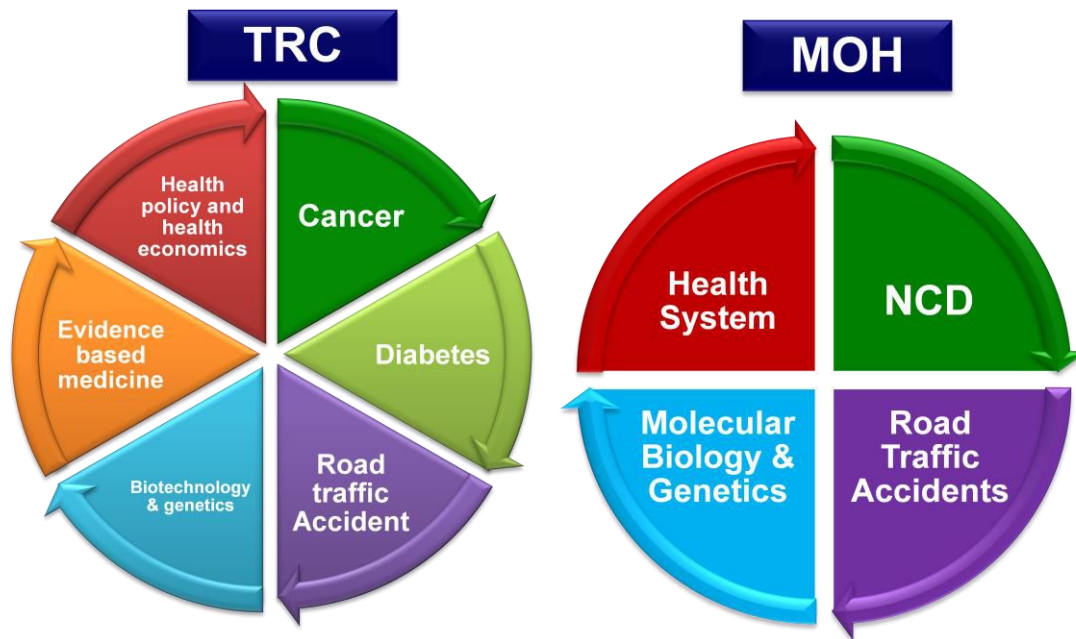 TRC
Health
policy and
health
economics
Cancer
Evidence
based
medicine
Diabetes
Biotechnology
& genetics
Road
traffic
Accident
MOH
Health
System
NCD
Molecular
Biology &
Genetics
Road
Traffic
Accidents